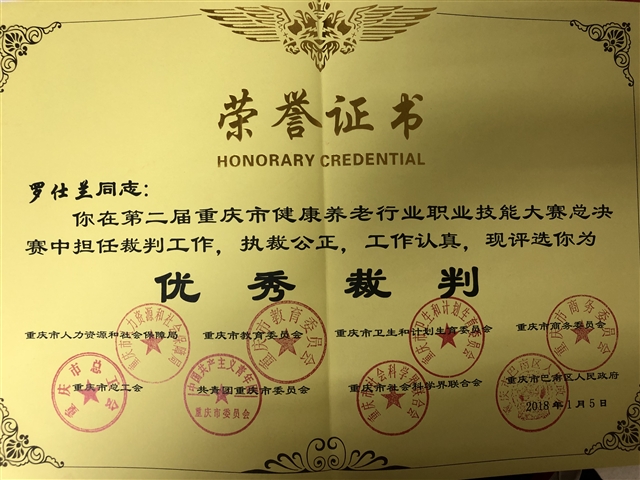 荣誉证书
HONORARY CREDENTIAL
罗仕兰同志：
你在第二届重庆市健康养老行业职业技能大赛总决
赛中担任裁判工作，执裁公正，工作认真，现评选你为
优秀裁判
重庆市人力资源和社会保障局 重庆市教育委员会 重庆市卫生和计划生育委员会 重庆市商务委员会
重庆市总工会 共青团重庆市委员会 重庆市社会科学界联合会 重庆市巴南区人民政府
重庆市委员会
2018年1月5日